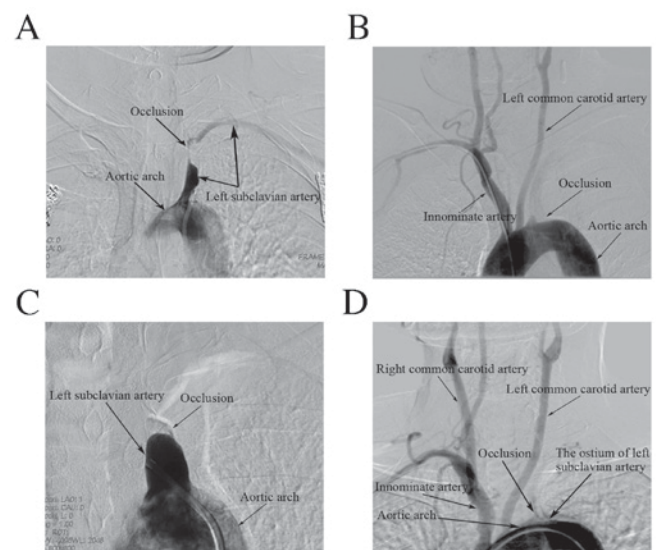 A
B
Occlusion
Aortic arch
Left subclavian artery
Left common carotid artery
Innominate artery
Occlusion
Aortic arch
C
D
Left subclavian artery
Occlusion
Aortic arch
Right common carotid artery
Left common carotid artery
Occlusion
The ostium of left
subclavian artery
Innominate artery
Aortic arch